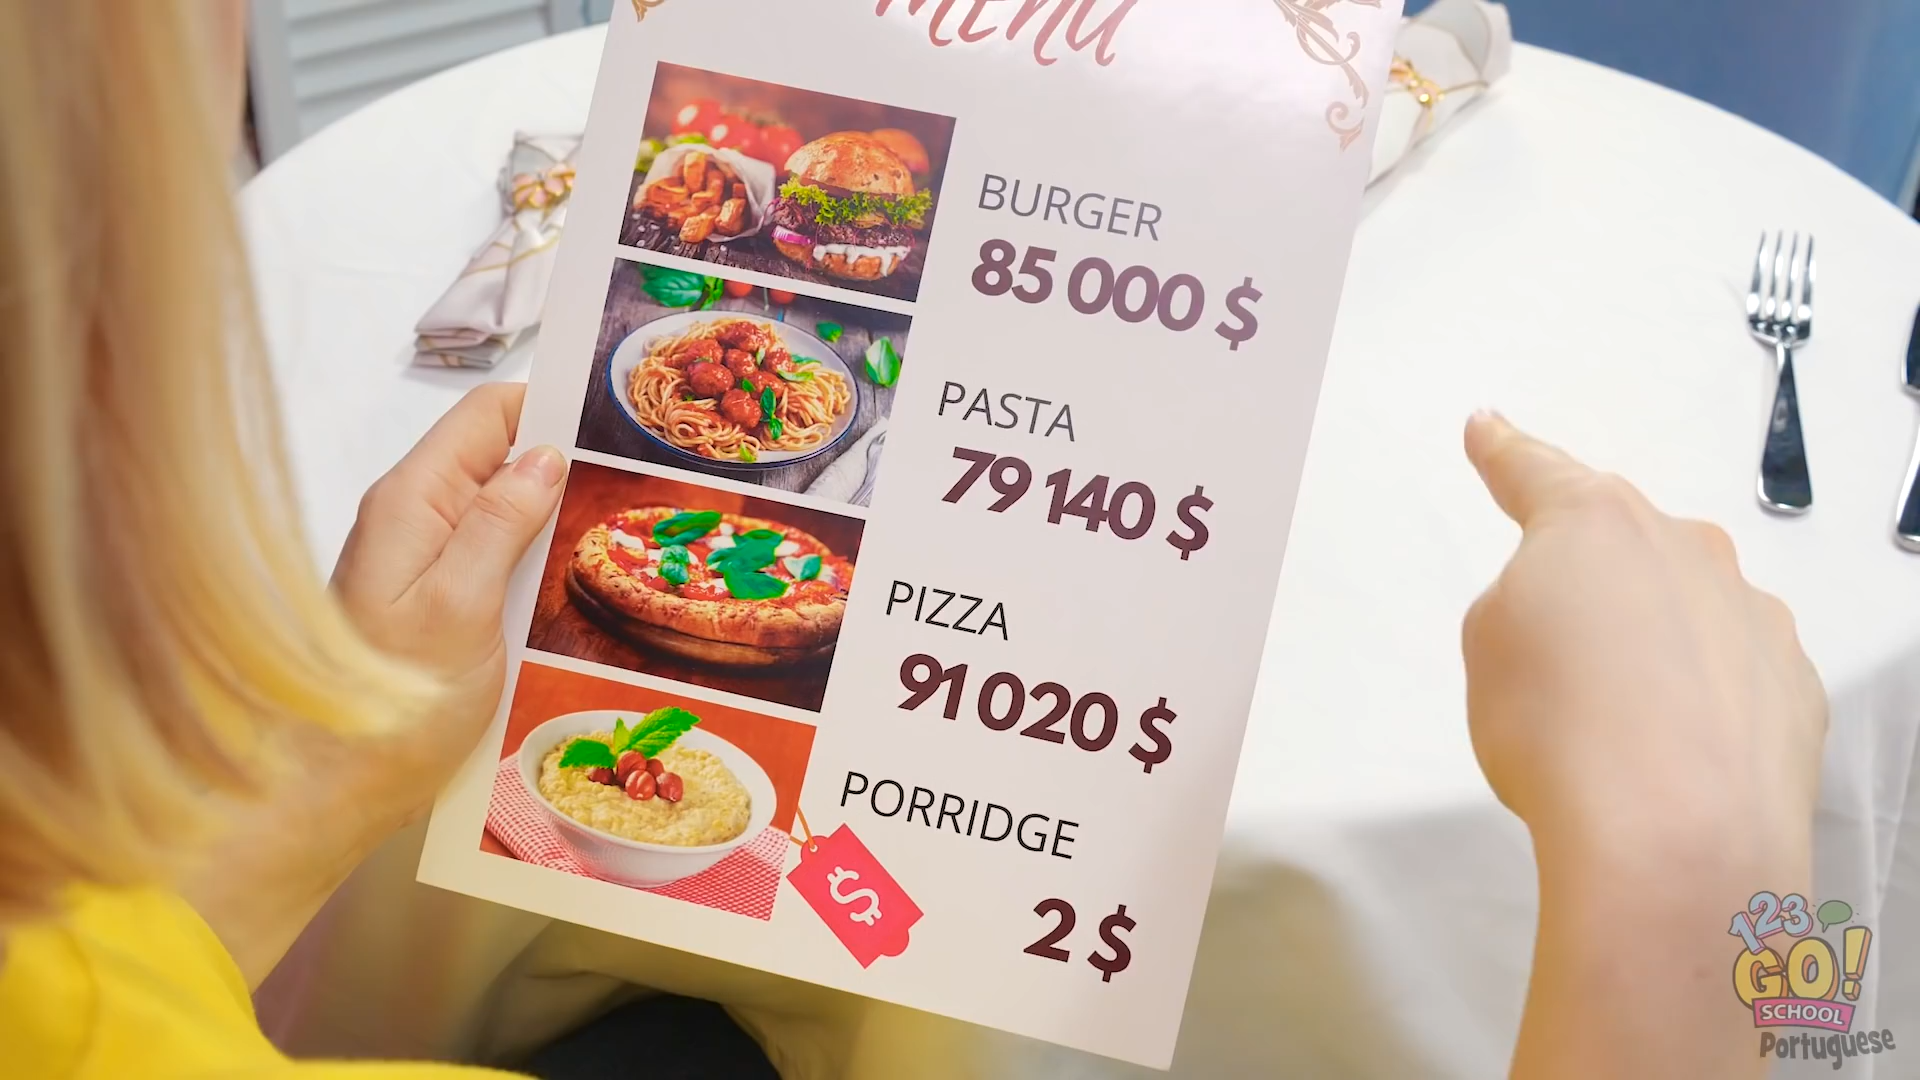 menu
BURGER
85 000 $
PASTA
79 140 $
PIZZA
91 020 $
PORRIDGE
$
2 $
123
GO!
SCHOOL
Portuguese